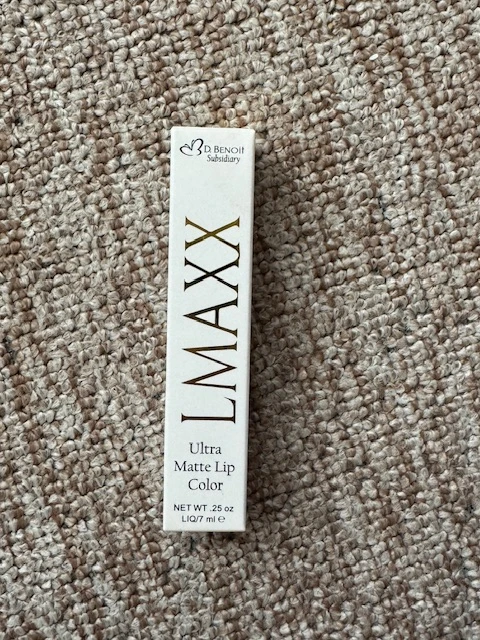 D. BENOIT
Subsidiary
LMAXX
Ultra
Matte Lip
Color
NET WT .25 oz
LIQ/7 ml ℮